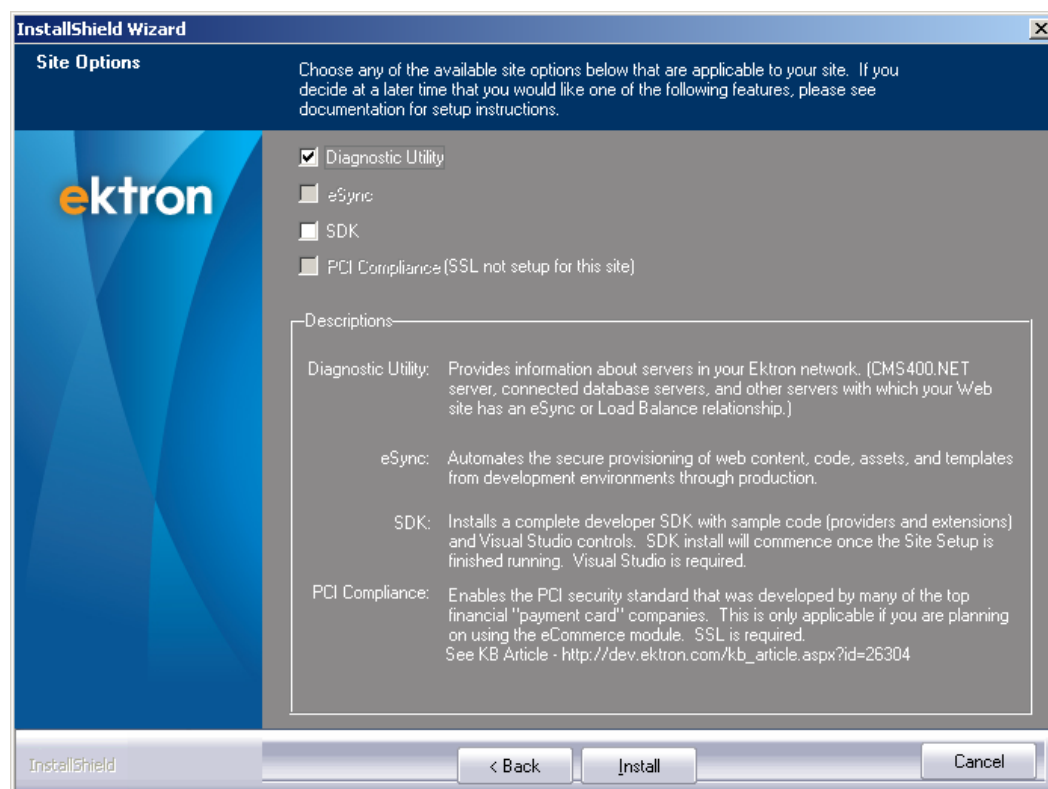 InstallShield Wizard
Site Options
Choose any of the available site options below that are applicable to your site. If you
decide at a later time that you would like one of the following features, please see
documentation for setup instructions.
ektron
Diagnostic Utility
eSync
SDK
PCI Compliance (SSL not setup for this site)
Descriptions
Diagnostic Utility: Provides information about servers in your Ektron network. (CMS400.NET
server, connected database servers, and other servers with which your Web
site has an eSync or Load Balance relationship.)
eSync: Automates the secure provisioning of web content, code, assets, and templates
from development environments through production.
SDK: Installs a complete developer SDK with sample code (providers and extensions)
and Visual Studio controls. SDK install will commence once the Site Setup is
finished running. Visual Studio is required.
PCI Compliance: Enables the PCI security standard that was developed by many of the top
financial "payment card" companies. This is only applicable if you are planning
on using the eCommerce module. SSL is required.
See KB Article - http://dev.ektron.com/kb_article.aspx?id=26304
InstallShield
< Back
Install
Cancel